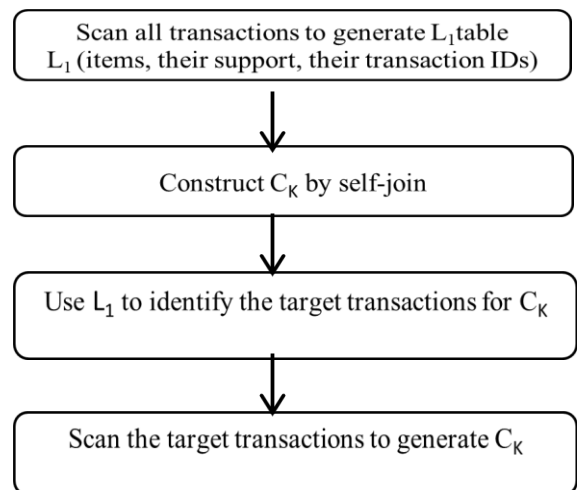 Scan all transactions to generate L₁table
L₁ (items, their support, their transaction IDs)
Construct Cₖ by self-join
Use L₁ to identify the target transactions for Cₖ
Scan the target transactions to generate Cₖ